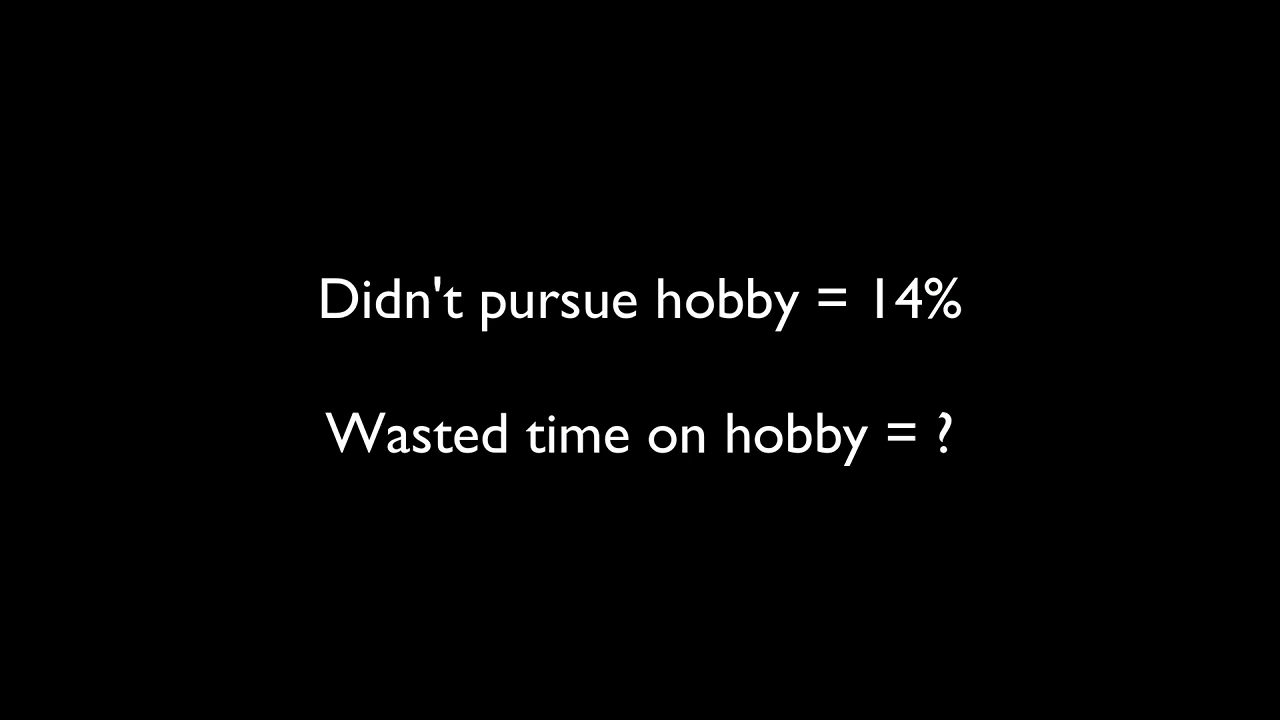 Didn't pursue hobby = 14%
Wasted time on hobby = ?